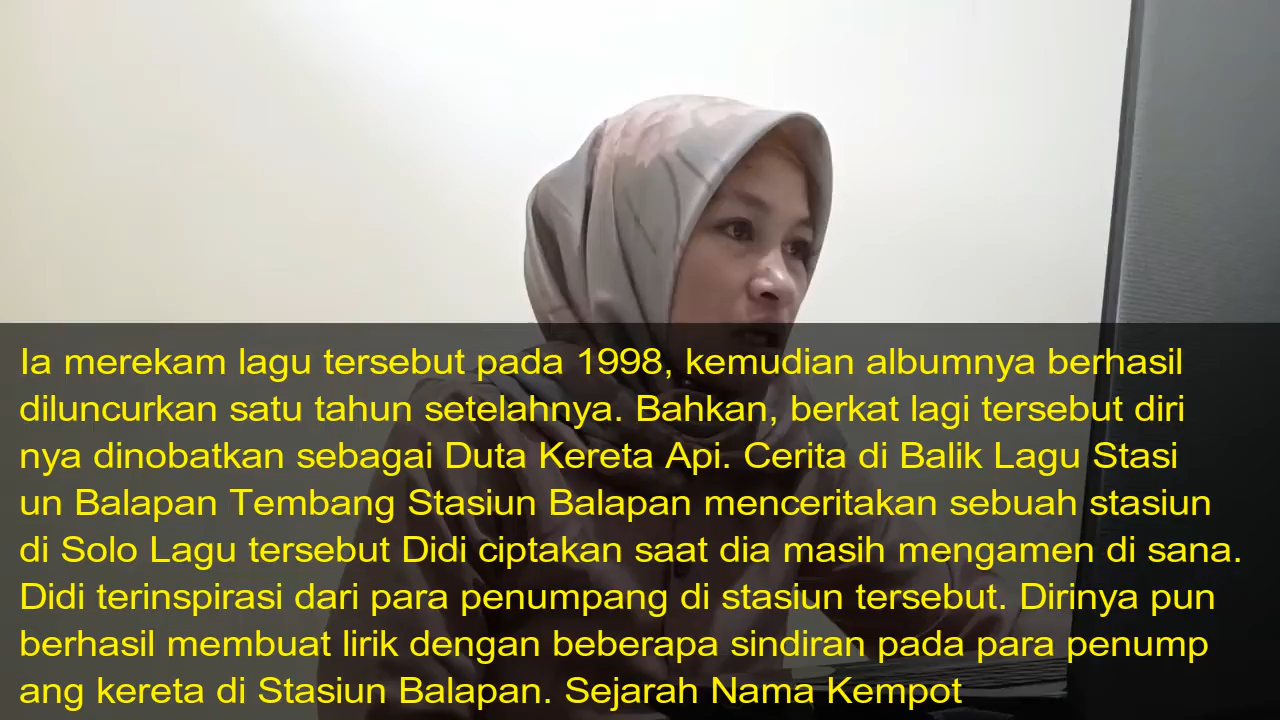 Ia merekam lagu tersebut pada 1998, kemudian albumnya berhasil
diluncurkan satu tahun setelahnya. Bahkan, berkat lagi tersebut diri
nya dinobatkan sebagai Duta Kereta Api. Cerita di Balik Lagu Stasi
un Balapan Tembang Stasiun Balapan menceritakan sebuah stasiun
di Solo Lagu tersebut Didi ciptakan saat dia masih mengamen di sana.
Didi terinspirasi dari para penumpang di stasiun tersebut. Dirinya pun
berhasil membuat lirik dengan beberapa sindiran pada para penump
ang kereta di Stasiun Balapan. Sejarah Nama Kempot